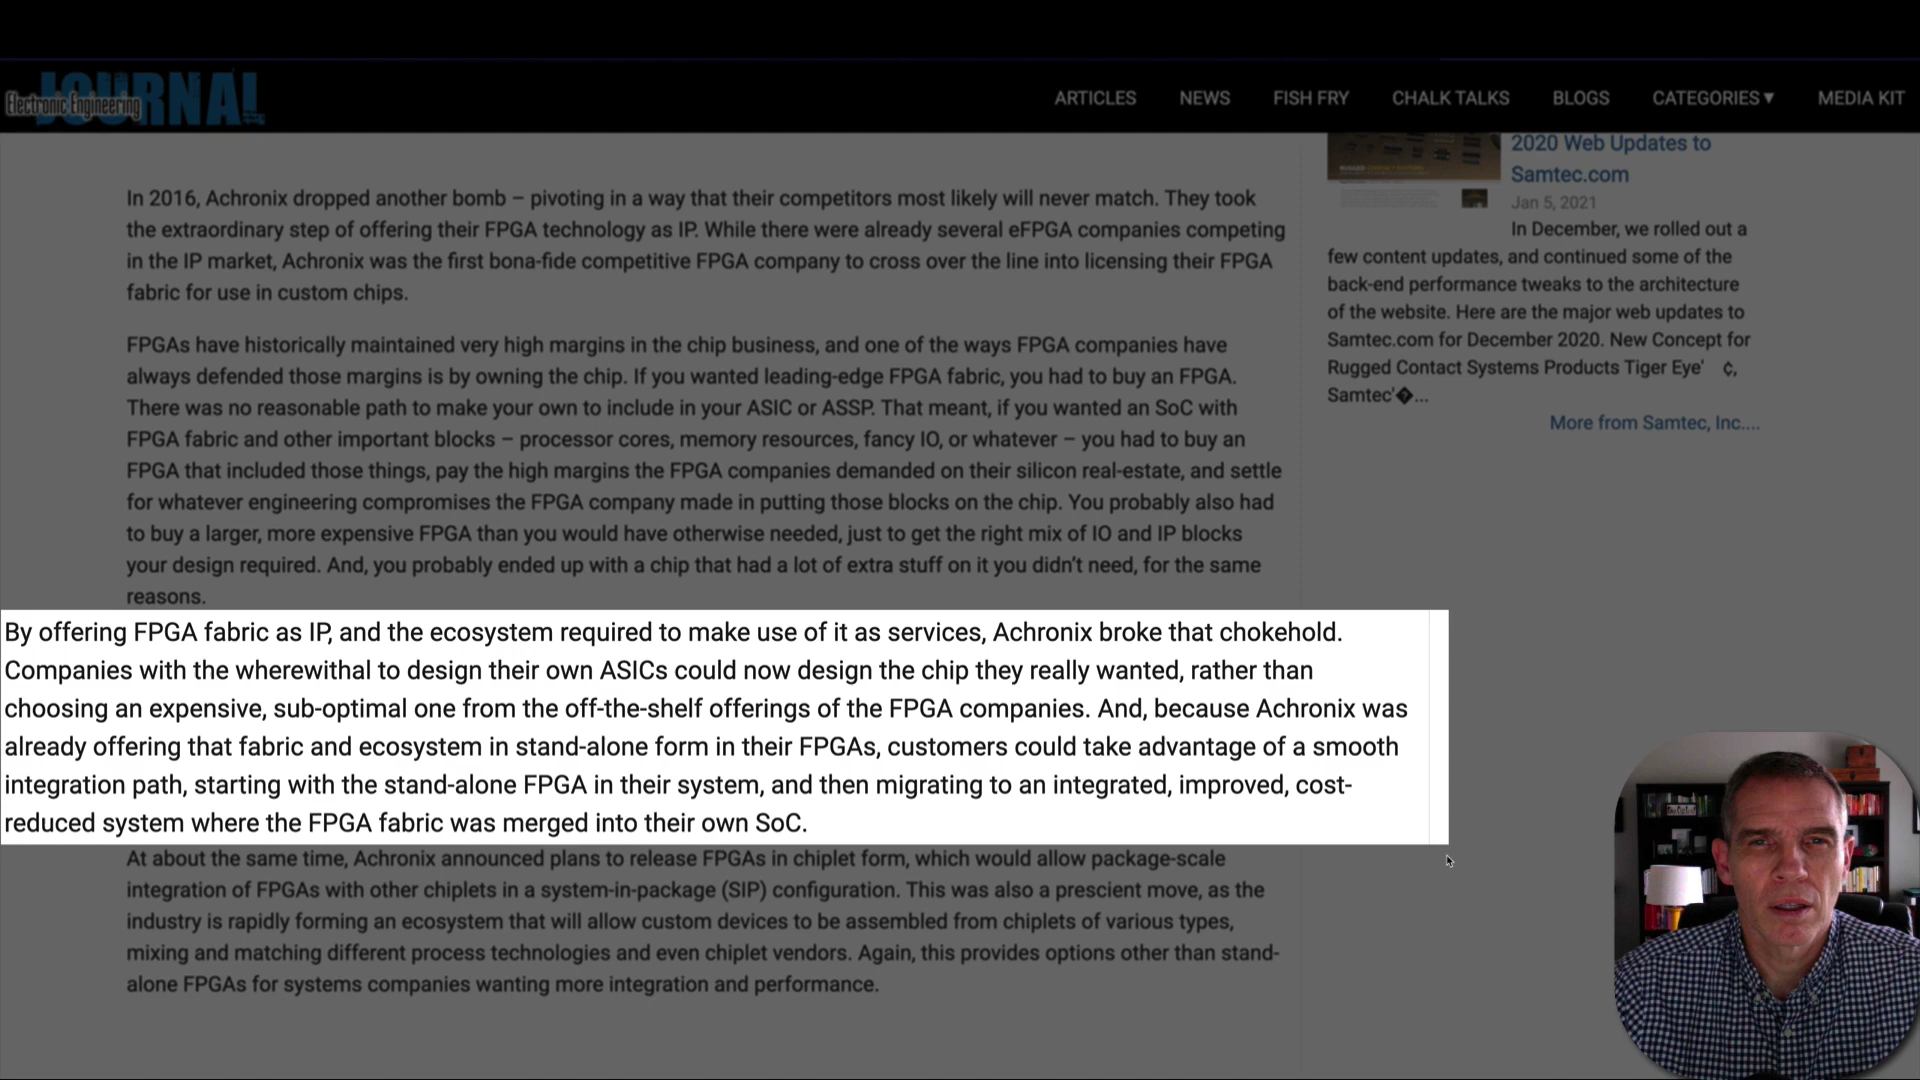 Electronic Engineering
JOURNAL
ARTICLES NEWS FISH FRY CHALK TALKS BLOGS CATEGORIES▼ MEDIA KIT
In 2016, Achronix dropped another bomb – pivoting in a way that their competitors most likely will never match. They took
the extraordinary step of offering their FPGA technology as IP. While there were already several eFPGA companies competing
in the IP market, Achronix was the first bona-fide competitive FPGA company to cross over the line into licensing their FPGA
fabric for use in custom chips.
FPGAs have historically maintained very high margins in the chip business, and one of the ways FPGA companies have
always defended those margins is by owning the chip. If you wanted leading-edge FPGA fabric, you had to buy an FPGA.
There was no reasonable path to make your own to include in your ASIC or ASSP. That meant, if you wanted an SoC with
FPGA fabric and other important blocks – processor cores, memory resources, fancy IO, or whatever – you had to buy an
FPGA that included those things, pay the high margins the FPGA companies demanded on their silicon real-estate, and settle
for whatever engineering compromises the FPGA company made in putting those blocks on the chip. You probably also had
to buy a larger, more expensive FPGA than you would have otherwise needed, just to get the right mix of IO and IP blocks
your design required. And, you probably ended up with a chip that had a lot of extra stuff on it you didn't need, for the same
reasons.
By offering FPGA fabric as IP, and the ecosystem required to make use of it as services, Achronix broke that chokehold.
Companies with the wherewithal to design their own ASICs could now design the chip they really wanted, rather than
choosing an expensive, sub-optimal one from the off-the-shelf offerings of the FPGA companies. And, because Achronix was
already offering that fabric and ecosystem in stand-alone form in their FPGAs, customers could take advantage of a smooth
integration path, starting with the stand-alone FPGA in their system, and then migrating to an integrated, improved, cost-
reduced system where the FPGA fabric was merged into their own SoC.
At about the same time, Achronix announced plans to release FPGAs in chiplet form, which would allow package-scale
integration of FPGAs with other chiplets in a system-in-package (SIP) configuration. This was also a prescient move, as the
industry is rapidly forming an ecosystem that will allow custom devices to be assembled from chiplets of various types,
mixing and matching different process technologies and even chiplet vendors. Again, this provides options other than stand-
alone FPGAs for systems companies wanting more integration and performance.
2020 Web Updates to
Samtec.com
Jan 5, 2021
In December, we rolled out a
few content updates, and continued some of the
back-end performance tweaks to the architecture
of the website. Here are the major web updates to
Samtec.com for December 2020. New Concept for
Rugged Contact Systems Products Tiger Eye' ¢,
Samtec'�...
More from Samtec, Inc....